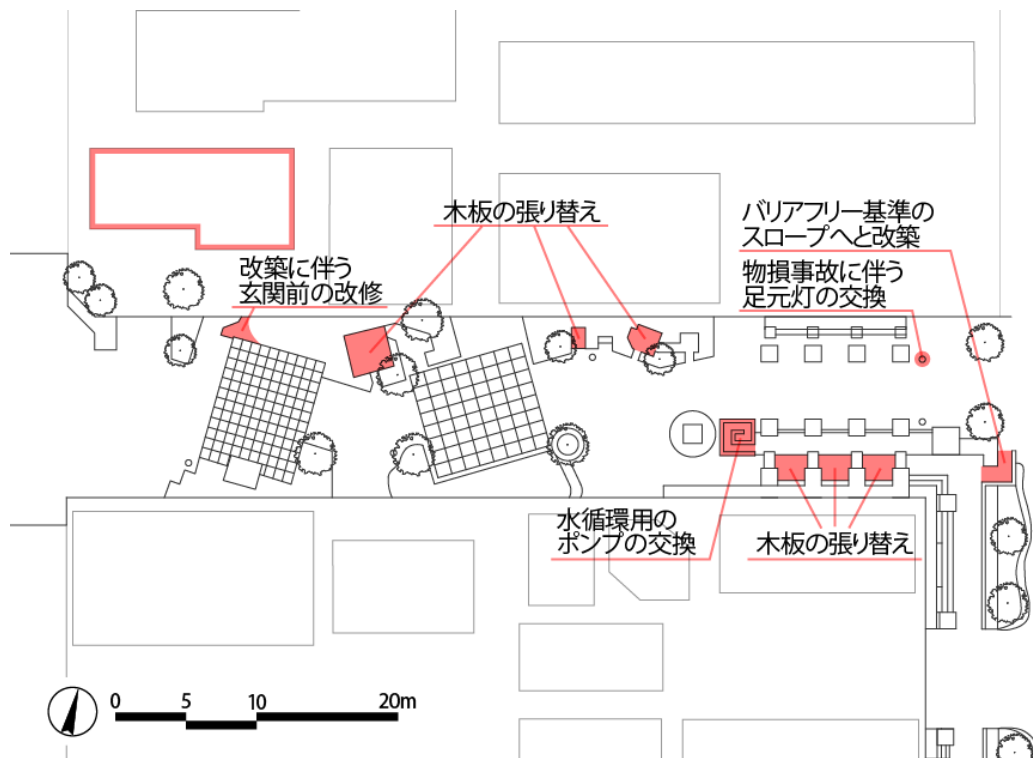 木板の張り替え
バリアフリー基準の
スロープへと改築
改築に伴う
玄関前の改修
物損事故に伴う
足元灯の交換
水循環用の
ポンプの交換
木板の張り替え
0 5 10 20m